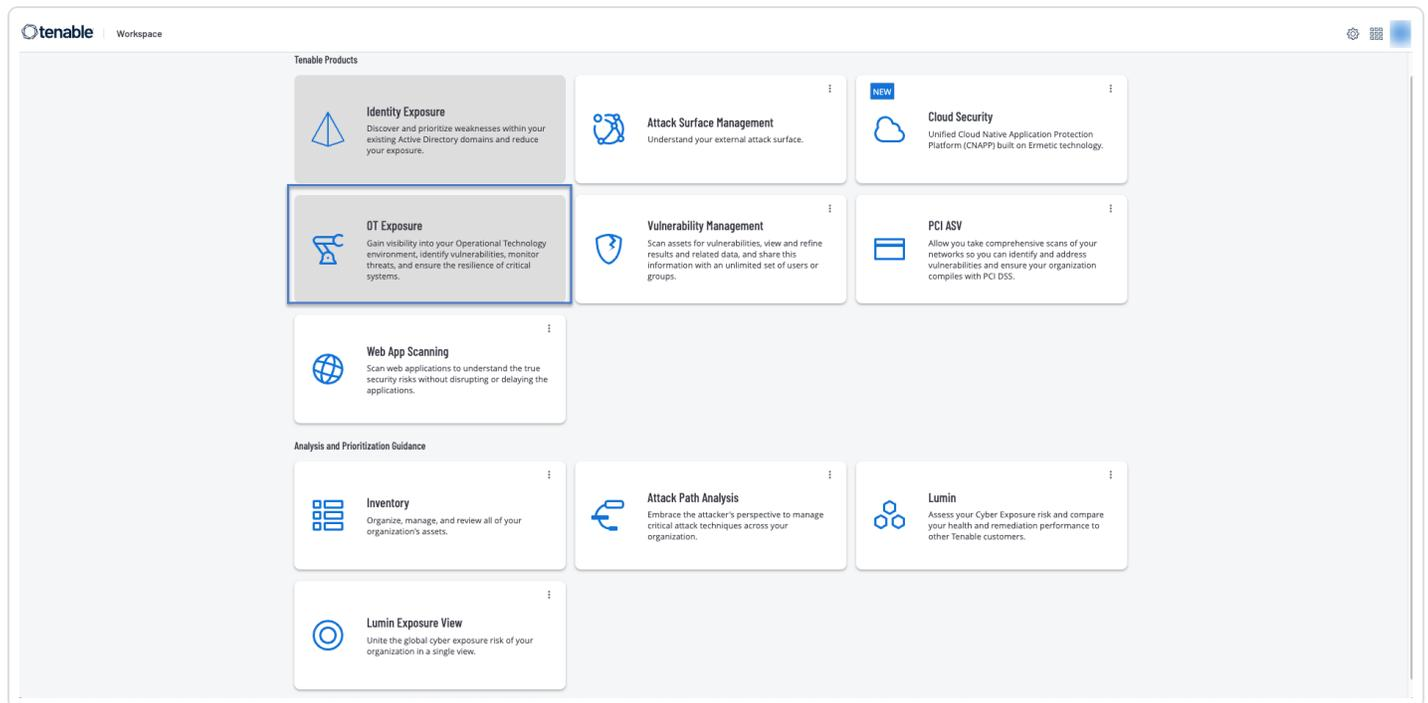 tenable
Workspace
Tenable Products
Identity Exposure
Discover and prioritize weaknesses within your
existing Active Directory domains and reduce
your exposure.
Attack Surface Management
Understand your external attack surface.
NEW
Cloud Security
Unified Cloud Native Application Protection
Platform (CNAPP) built on Ermetic technology.
OT Exposure
Gain visibility into your Operational Technology
environment, identify vulnerabilities, monitor
threats, and ensure the resilience of critical
systems.
Vulnerability Management
Scan assets for vulnerabilities, view and refine
results and related data, and share this
information with an unlimited set of users or
groups.
PCI ASV
Allow you take comprehensive scans of your
networks so you can identify and address
vulnerabilities and ensure your organization
compiles with PCI DSS.
Web App Scanning
Scan web applications to understand the true
security risks without disrupting or delaying the
applications.
Analysis and Prioritization Guidance
Inventory
Organize, manage, and review all of your
organization's assets.
Attack Path Analysis
Embrace the attacker's perspective to manage
critical attack techniques across your
organization.
Lumin
Assess your Cyber Exposure risk and compare
your health and remediation performance to
other Tenable customers.
Lumin Exposure View
Unite the global cyber exposure risk of your
organization in a single view.